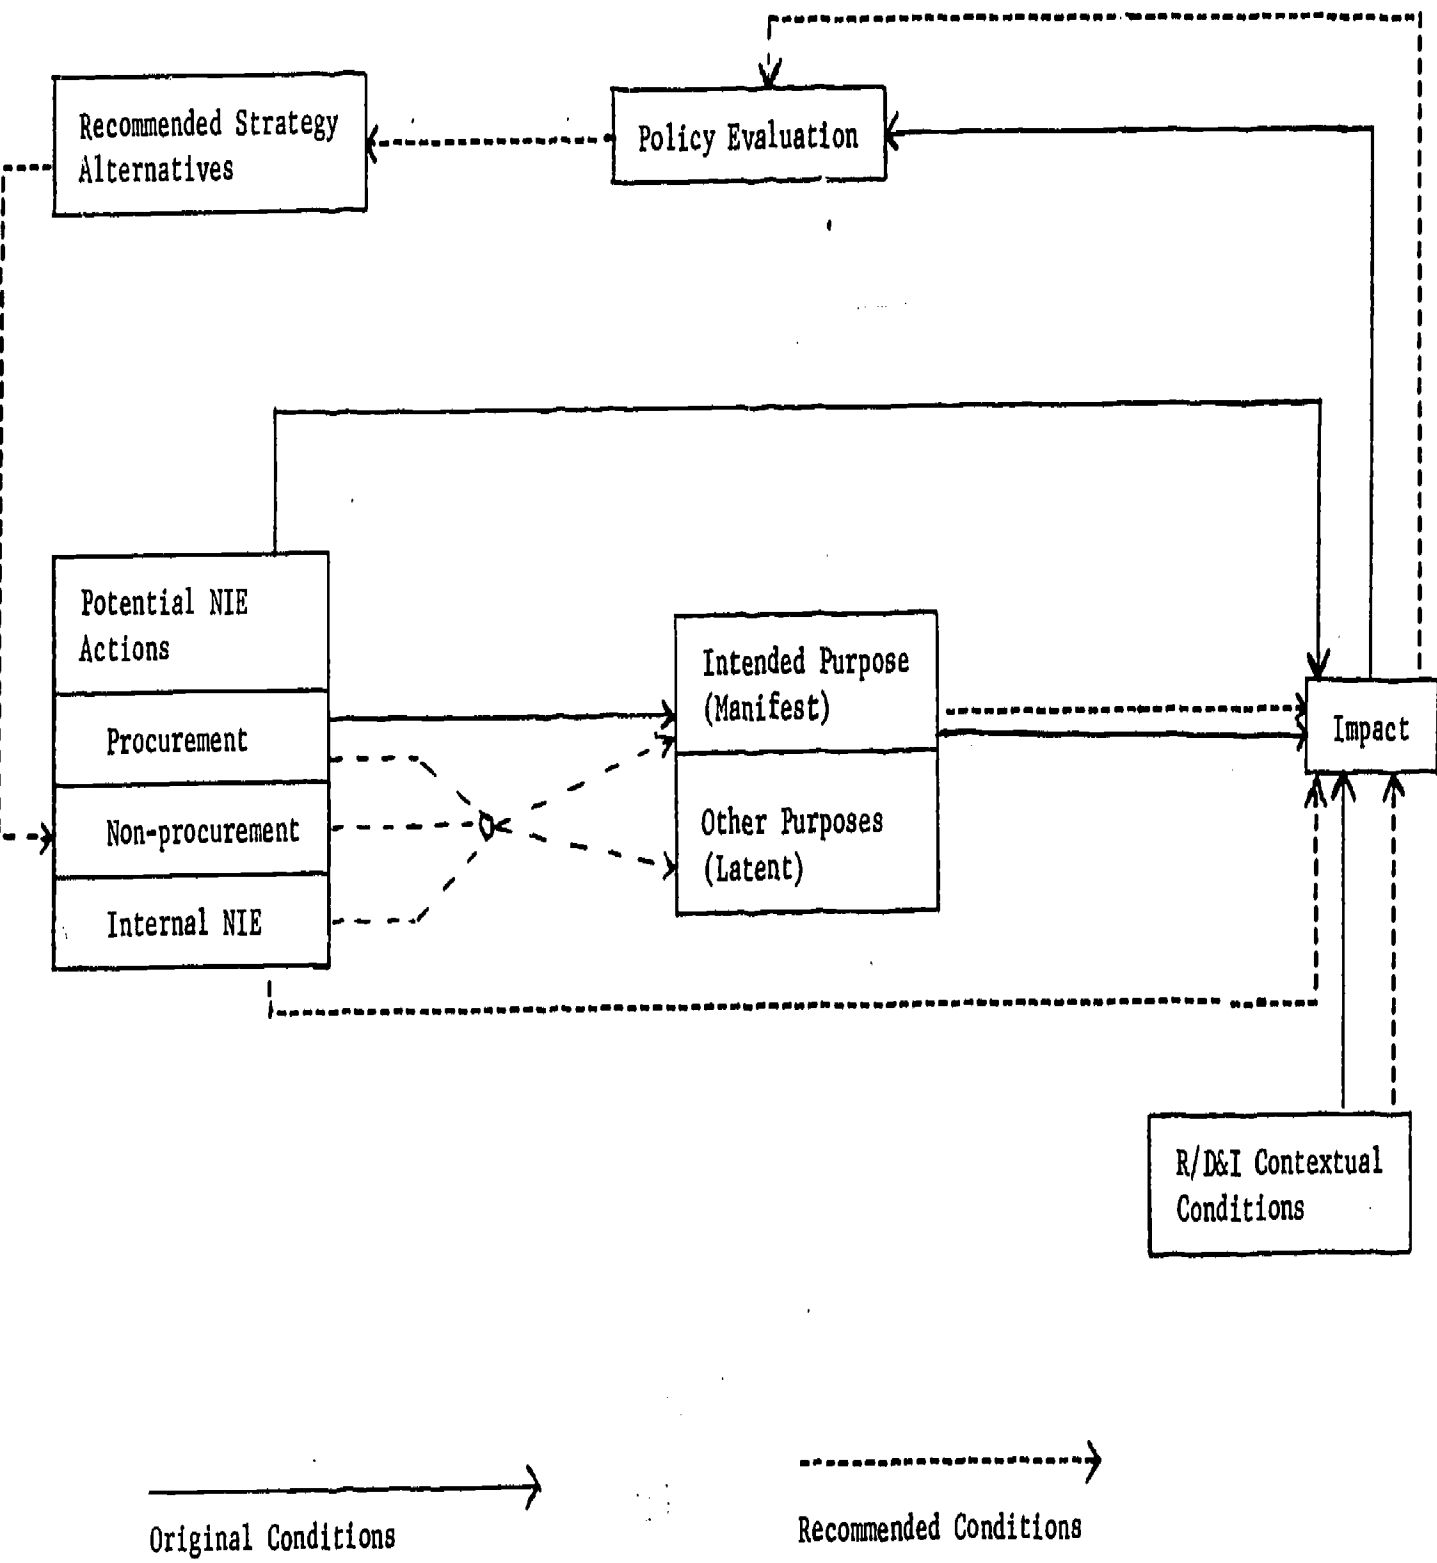 Recommended Strategy
Alternatives
Policy Evaluation
Potential NIE
Actions
Procurement
Non-procurement
Internal NIE
Intended Purpose
(Manifest)
Other Purposes
(Latent)
Impact
R/D&I Contextual
Conditions
Original Conditions
Recommended Conditions